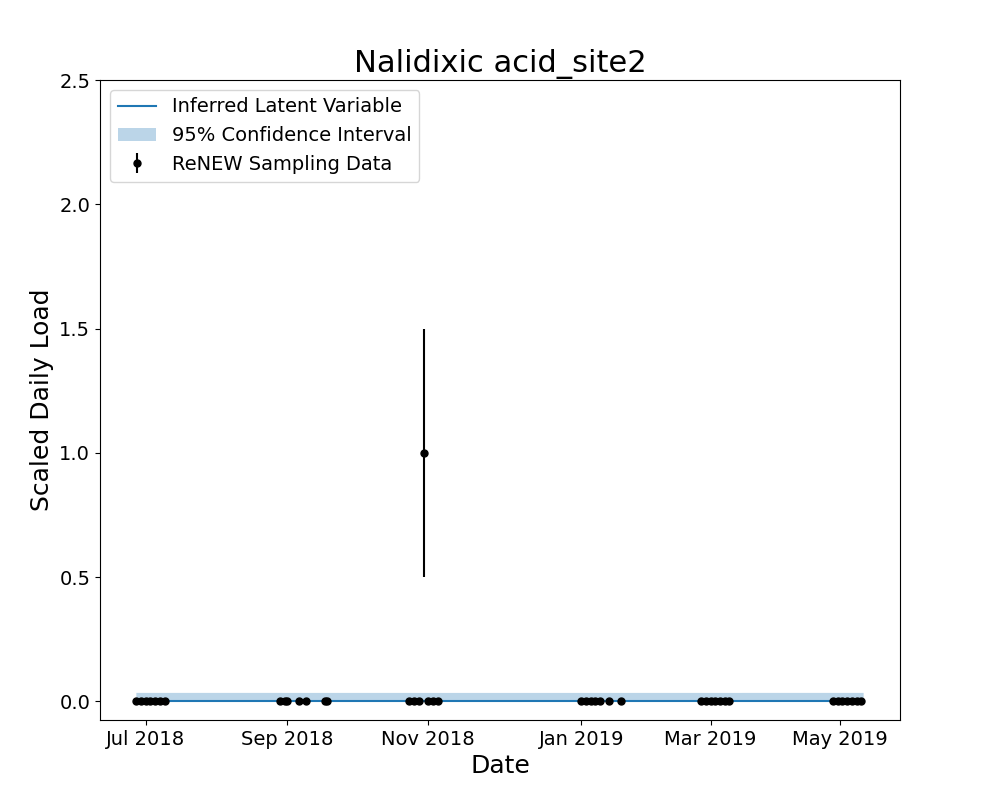 Nalidixic acid_site2
Inferred Latent Variable
95% Confidence Interval
ReNEW Sampling Data
Scaled Daily Load
2.5
2.0
1.5
1.0
0.5
0.0
Jul 2018 Sep 2018 Nov 2018 Jan 2019 Mar 2019 May 2019
Date